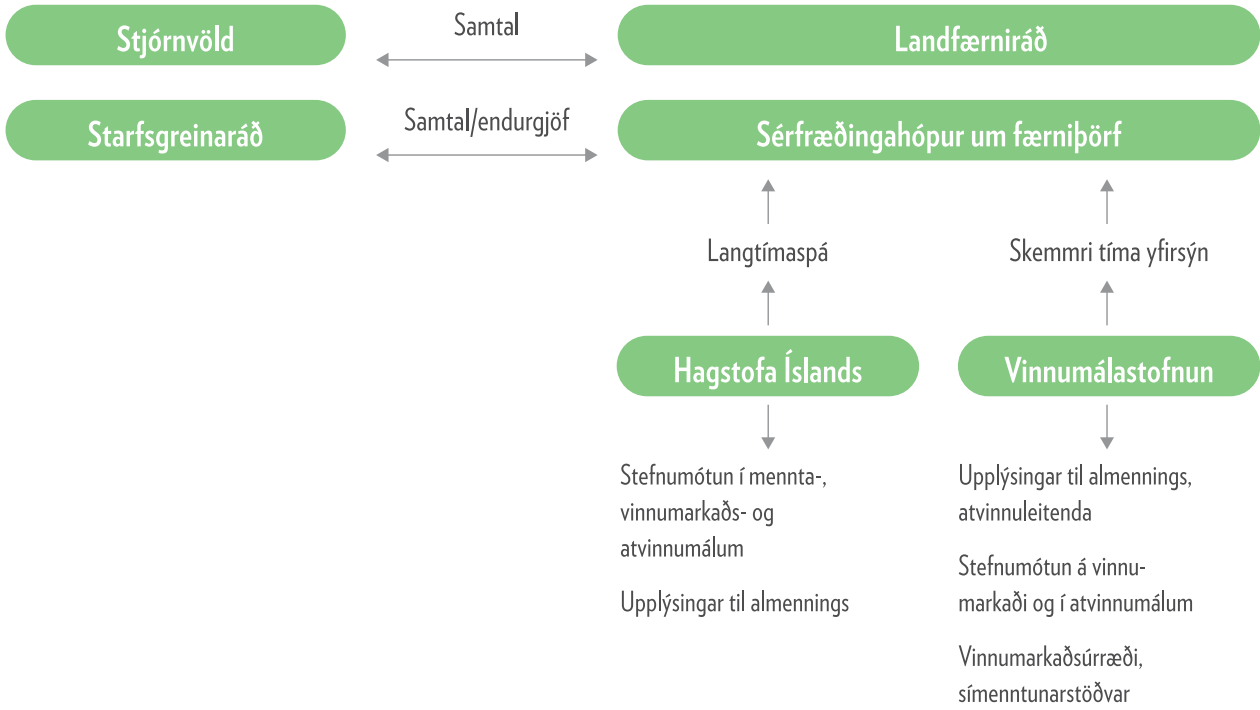 Stjórnvöld
Samtal
Landfærniráð
Starfsgreinaráð
Samtal/endurgjöf
Sérfræðingahópur um færniþörf
Langtímaspá
Skemmri tíma yfirsýn
Hagstofa Íslands
Vinnumálastofnun
Stefnumótun í mennta-,
vinnumarkaðs- og
atvinnumálum
Upplýsingar til almennings
Upplýsingar til almennings,
atvinnuleitenda
Stefnumótun á vinnu-
markaði og í atvinnumálum
Vinnumarkaðsúrræði,
símenntunarstöðvar